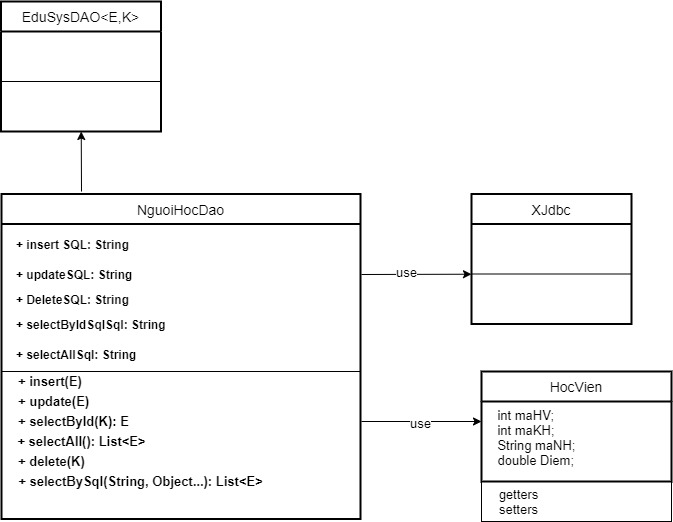 EduSysDAO<E,K>
NguoiHocDao
+ insert SQL: String
+ updateSQL: String
+ DeleteSQL: String
+ selectByIdSqlSql: String
+ selectAllSql: String
+ insert(E)
+ update(E)
+ selectById(K): E
+ selectAll(): List<E>
+ delete(K)
+ selectBySql(String, Object...): List<E>
use
XJdbc
use
HocVien
int maHV;
int maKH;
String maNH;
double Diem;
getters
setters